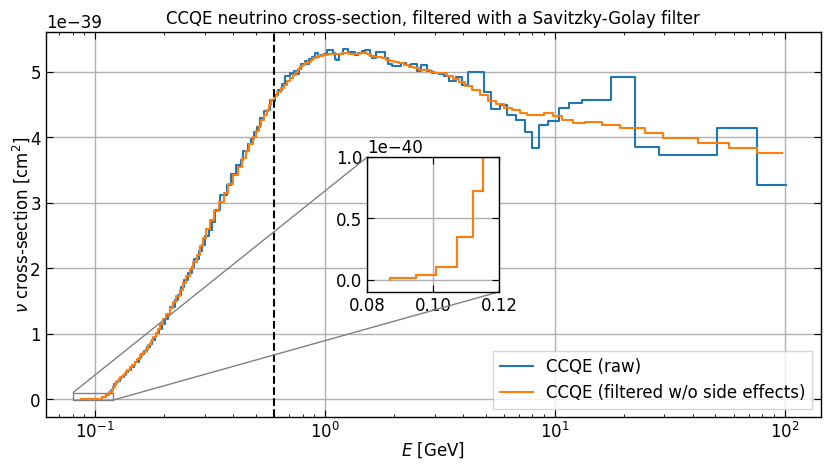 CCQE neutrino cross-section, filtered with a Savitzky-Golay filter
1e−39
5
4
3
2
1
0
ν cross-section [cm²]
1e−40
1.0
0.5
0.0
0.08 0.10 0.12
CCQE (raw)
CCQE (filtered w/o side effects)
10⁻¹ 10⁰ 10¹ 10²
E [GeV]